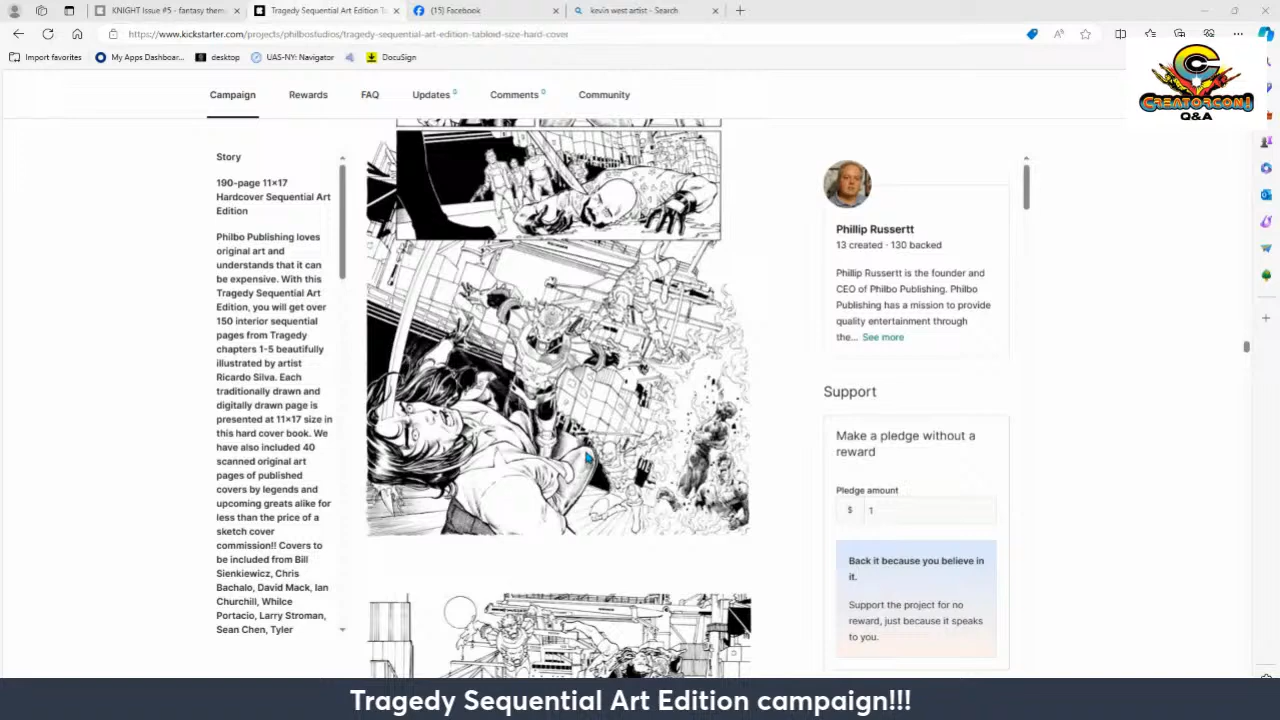 KNIGHT Issue #5 - fantasy them
Tragedy Sequential Art Edition T
(15) Facebook
kevin west artist - Search
https://www.kickstarter.com/projects/philbostudios/tragedy-sequential-art-edition-tabloid-size-hard-cover
Import favorites
My Apps Dashboar...
desktop
UAS-NY: Navigator
DocuSign
C
CREATORCON!
Q&A
Campaign
Rewards
FAQ
Updates 0
Comments 0
Community
Story
190-page 11x17
Hardcover Sequential Art
Edition
Philbo Publishing loves
original art and
understands that it can
be expensive. With this
Tragedy Sequential Art
Edition, you will get over
150 interior sequential
pages from Tragedy
chapters 1-5 beautifully
illustrated by artist
Ricardo Silva. Each
traditionally drawn and
digitally drawn page is
presented at 11x17 size in
this hard cover book. We
have also included 40
scanned original art
pages of published
covers by legends and
upcoming greats alike for
less than the price of a
sketch cover
commission!! Covers to
be included from Bill
Sienkiewicz, Chris
Bachalo, David Mack, Ian
Churchill, Whilce
Portacio, Larry Stroman,
Sean Chen, Tyler
Phillip Russertt
13 created · 130 backed
Phillip Russertt is the founder and
CEO of Philbo Publishing. Philbo
Publishing has a mission to provide
quality entertainment through
the... See more
Support
Make a pledge without a
reward
Pledge amount
$ 1
Back it because you believe in
it.
Support the project for no
reward, just because it speaks
to you.
Tragedy Sequential Art Edition campaign!!!